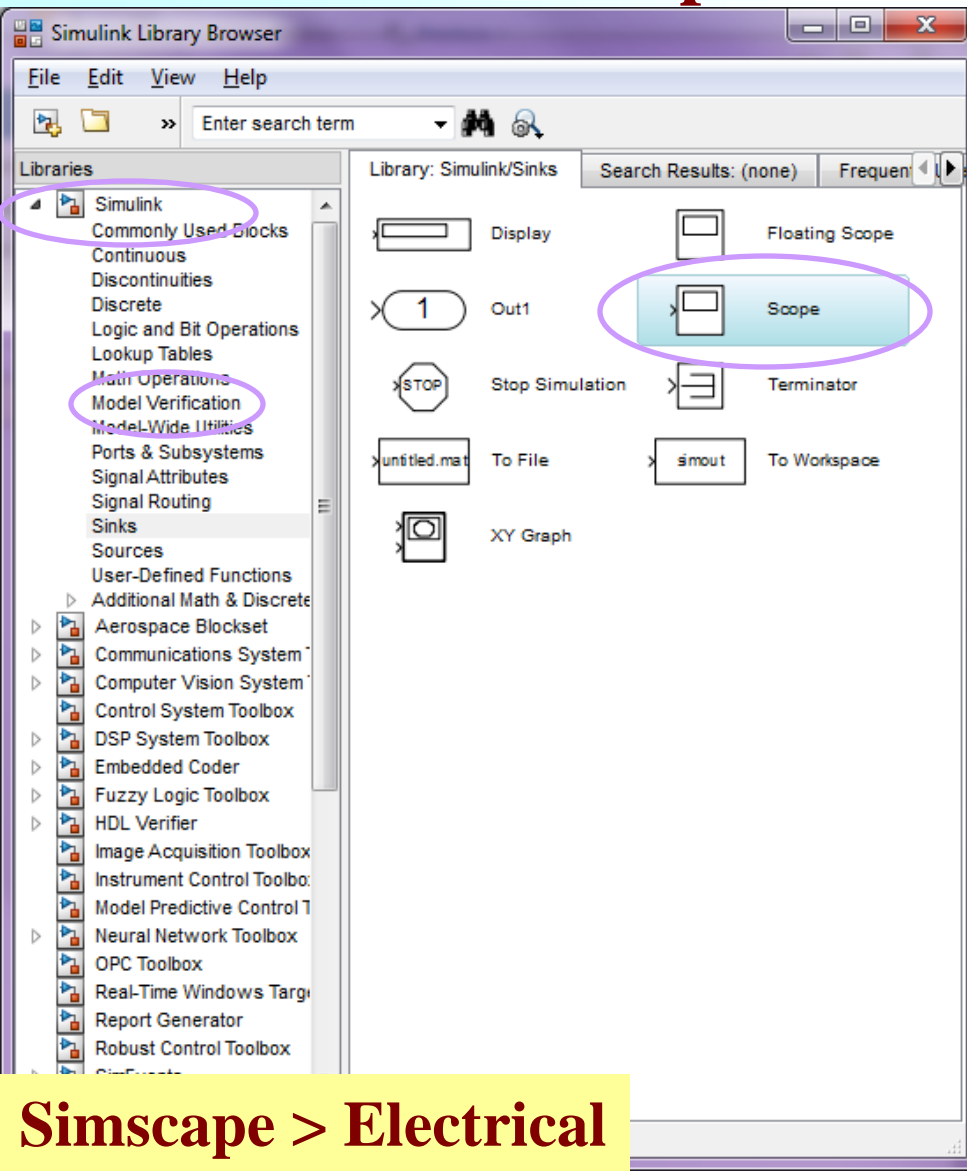 Simulink Library Browser
File Edit View Help
» Enter search term
Libraries
Simulink
Commonly Used Blocks
Continuous
Discontinuities
Discrete
Logic and Bit Operations
Lookup Tables
Math Operations
Model Verification
Model-Wide Utilities
Ports & Subsystems
Signal Attributes
Signal Routing
Sinks
Sources
User-Defined Functions
Additional Math & Discrete
Aerospace Blockset
Communications System
Computer Vision System
Control System Toolbox
DSP System Toolbox
Embedded Coder
Fuzzy Logic Toolbox
HDL Verifier
Image Acquisition Toolbox
Instrument Control Toolbo
Model Predictive Control T
Neural Network Toolbox
OPC Toolbox
Real-Time Windows Targ
Report Generator
Robust Control Toolbox
SimEvents
Library: Simulink/Sinks Search Results: (none) Frequen
Display
Floating Scope
1 Out1
Scope
STOP Stop Simulation
Terminator
untitled.mat To File
simout To Workspace
XY Graph
Simscape > Electrical